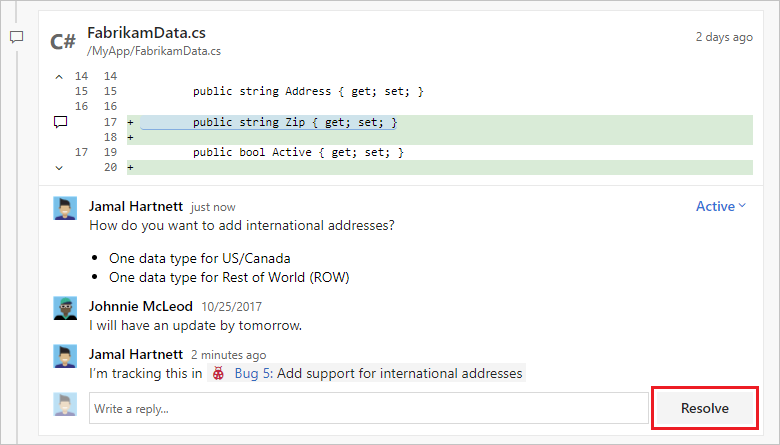 C# FabrikamData.cs
/MyApp/FabrikamData.cs
2 days ago
14 14
15 15 public string Address { get; set; }
16 16
17 + public string Zip { get; set; }
18 +
17 19 public bool Active { get; set; }
20 +
Jamal Hartnett just now
Active
How do you want to add international addresses?
• One data type for US/Canada
• One data type for Rest of World (ROW)
Johnnie McLeod 10/25/2017
I will have an update by tomorrow.
Jamal Hartnett 2 minutes ago
I'm tracking this in Bug 5: Add support for international addresses
Write a reply...
Resolve